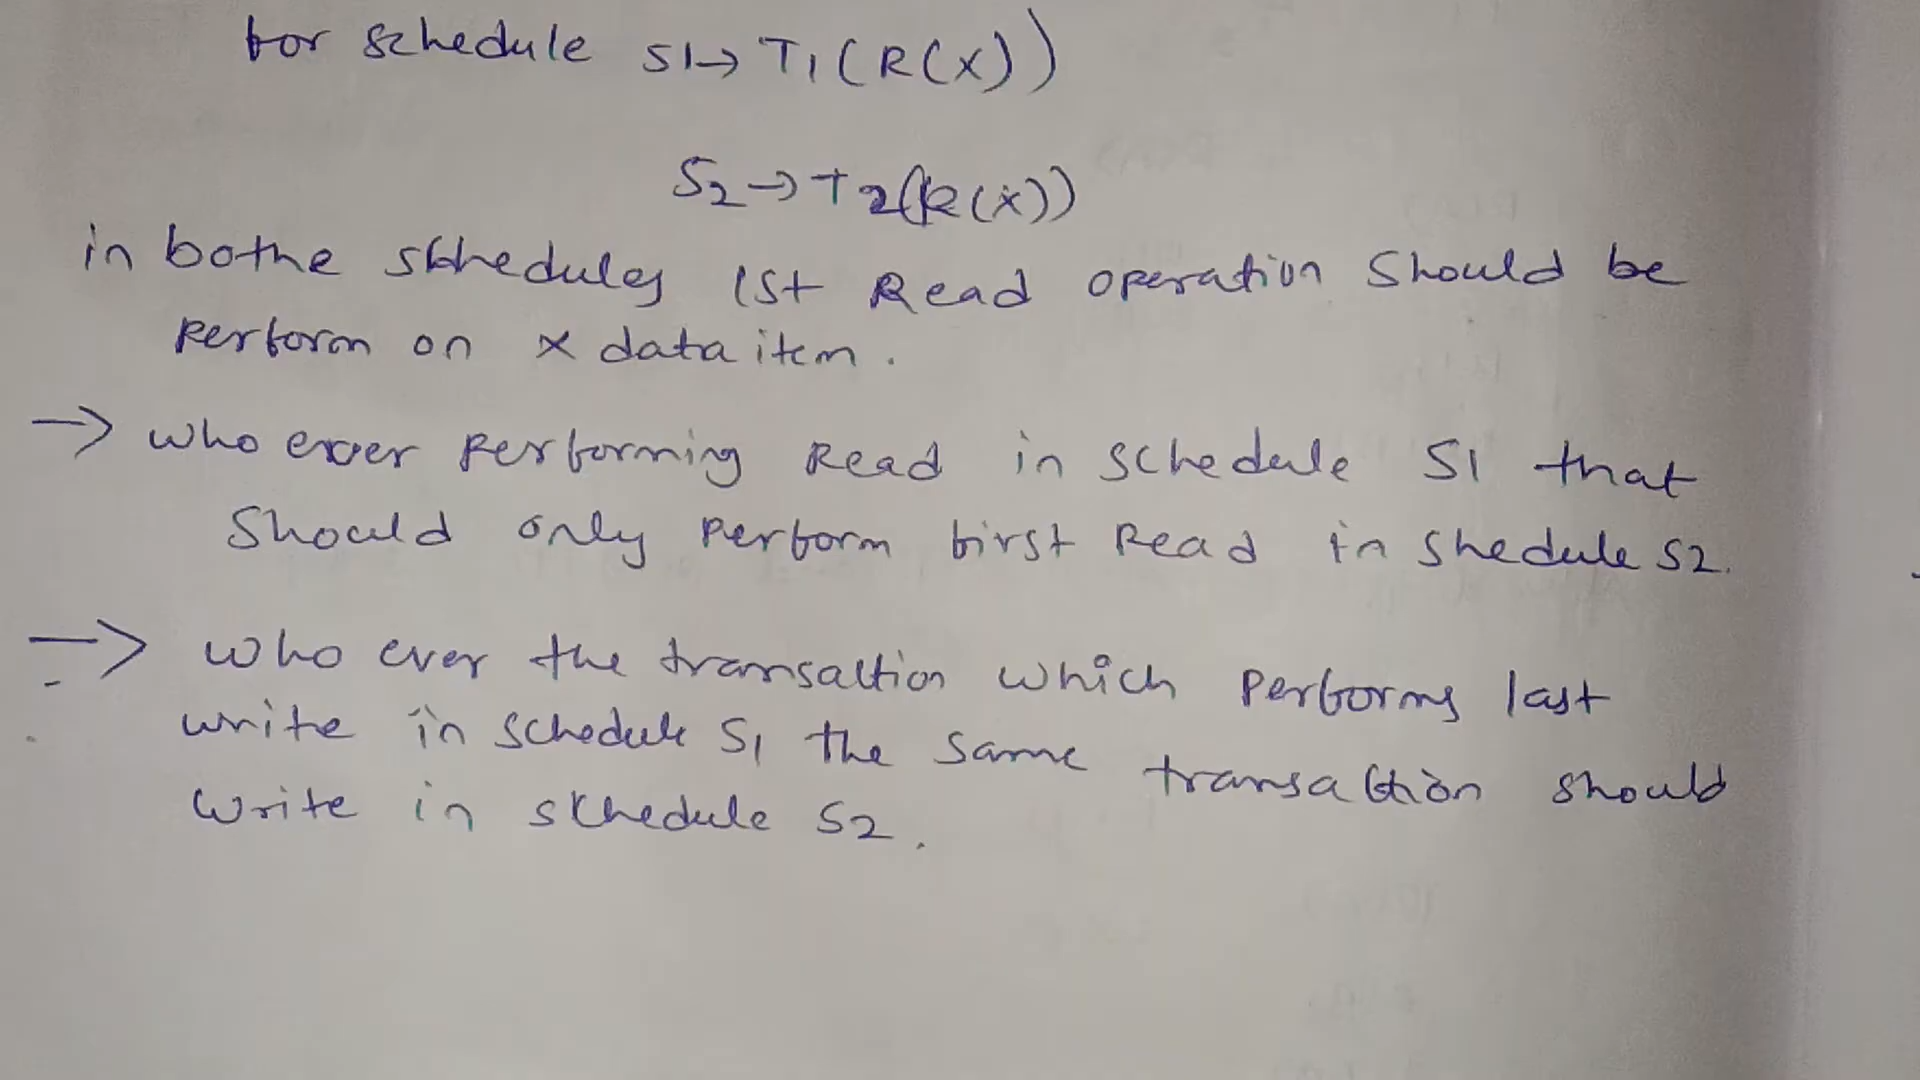 for schedule S1→ T1(R(X))
S2→T2(R(X))
in bothe schedules 1st Read operation should be
perform on x data item.
→ who ever performing Read in schedule S1 that
should only perform first Read in shedule S2.
→ who ever the transaction which performs last
write in schedule S1 the same transaction should
write in schedule S2.